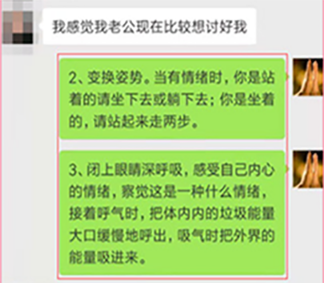 我感觉我老公现在比较想讨好我
2、变换姿势。当有情绪时,你是站
着的请坐下去或躺下去;你是坐着
的,请站起来走两步。
3、闭上眼睛深呼吸,感受自己内心
的情绪,察觉这是一种什么情绪,
接着呼气时,把体内内的垃圾能量
大口缓慢地呼出,吸气时把外界的
能量吸进来。